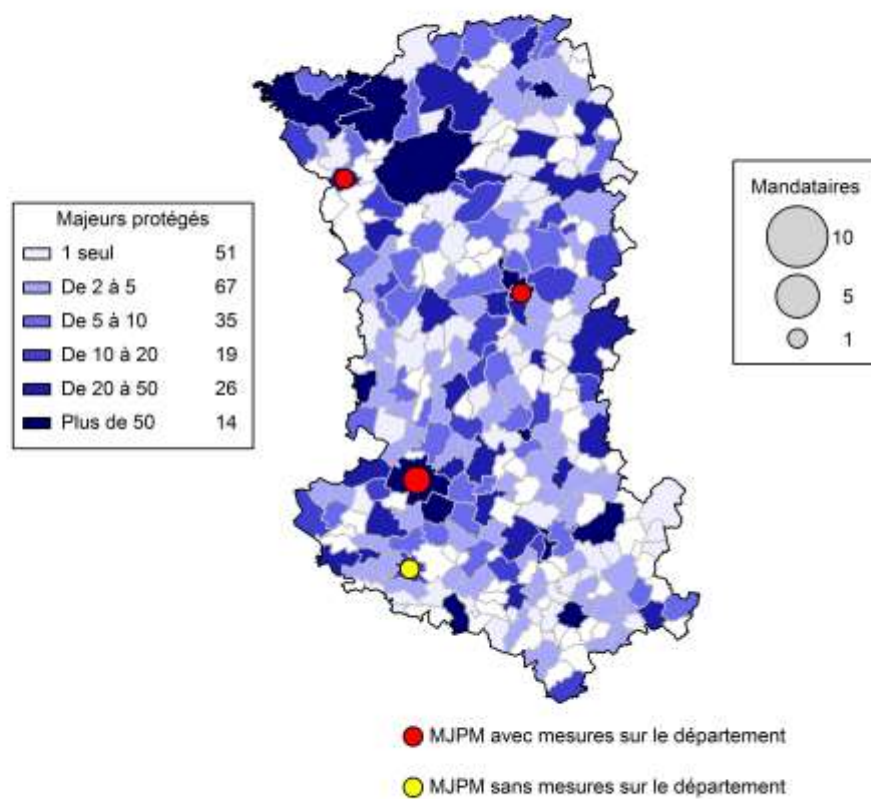 Majeurs protégés
1 seul 51
De 2 à 5 67
De 5 à 10 35
De 10 à 20 19
De 20 à 50 26
Plus de 50 14
Mandataires
10
5
1
MJPM avec mesures sur le département
MJPM sans mesures sur le département